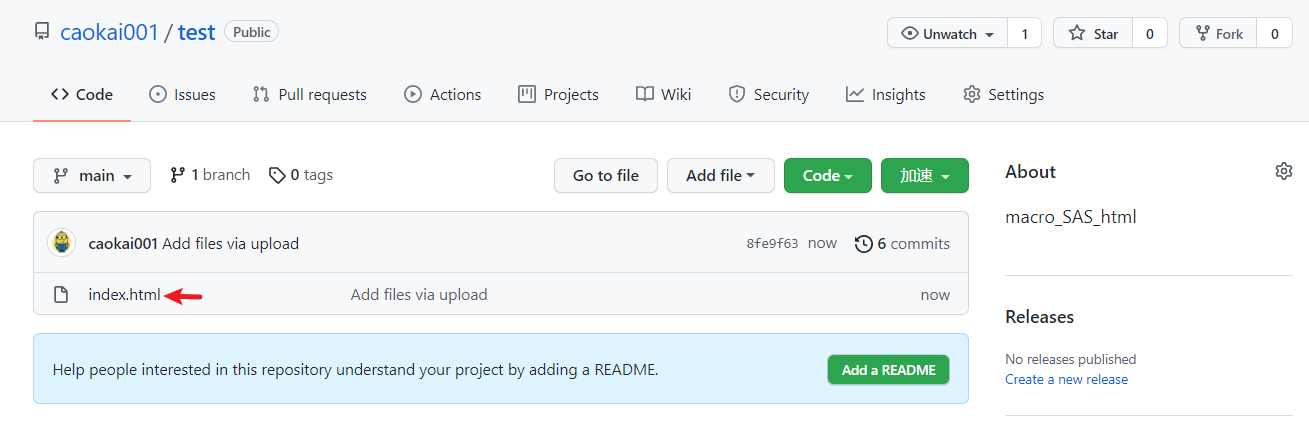 caokai001 / test Public Unwatch 1 Star 0 Fork 0
Code Issues Pull requests Actions Projects Wiki Security Insights Settings
main 1 branch 0 tags Go to file Add file Code 加速
caokai001 Add files via upload 8fe9f63 now 6 commits
index.html Add files via upload now
Help people interested in this repository understand your project by adding a README. Add a README
About
macro_SAS_html
Releases
No releases published
Create a new release